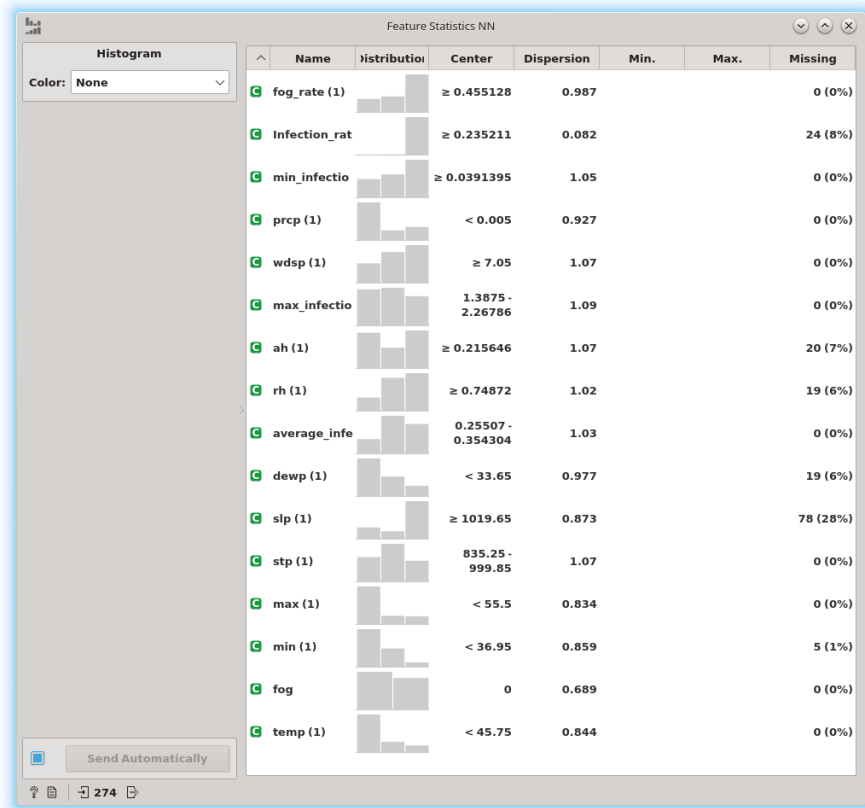 Feature Statistics NN
Histogram
Color: None
Name Distribution Center Dispersion Min. Max. Missing
C fog_rate (1) ≥ 0.455128 0.987 0 (0%)
C Infection_rat ≥ 0.235211 0.082 24 (8%)
C min_infectio ≥ 0.0391395 1.05 0 (0%)
C prcp (1) < 0.005 0.927 0 (0%)
C wdsp (1) ≥ 7.05 1.07 0 (0%)
C max_infectio 1.3875 - 1.09 0 (0%)
2.26786
C ah (1) ≥ 0.215646 1.07 20 (7%)
C rh (1) ≥ 0.74872 1.02 19 (6%)
C average_infe 0.25507 - 1.03 0 (0%)
0.354304
C dewp (1) < 33.65 0.977 19 (6%)
C slp (1) ≥ 1019.65 0.873 78 (28%)
C stp (1) 835.25 - 1.07 0 (0%)
999.85
C max (1) < 55.5 0.834 0 (0%)
C min (1) < 36.95 0.859 5 (1%)
C fog 0 0.689 0 (0%)
C temp (1) < 45.75 0.844 0 (0%)
Send Automatically
? 274